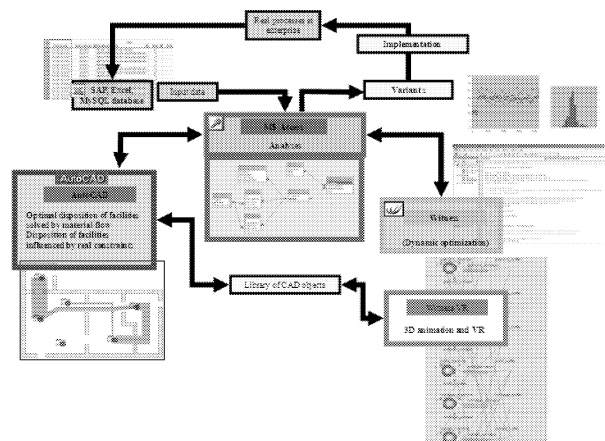 Real processes in
enterprise
Implementation
SAP, Excel,
MySQL database
Input data
Variants
MS Access
Analyses
AutoCAD
AutoCAD
Optimal disposition of facilities
solved by material flow
Disposition of facilities
influenced by real constraints
Witness
(Dynamic optimization)
Library of CAD objects
Witness VR
3D animation and VR